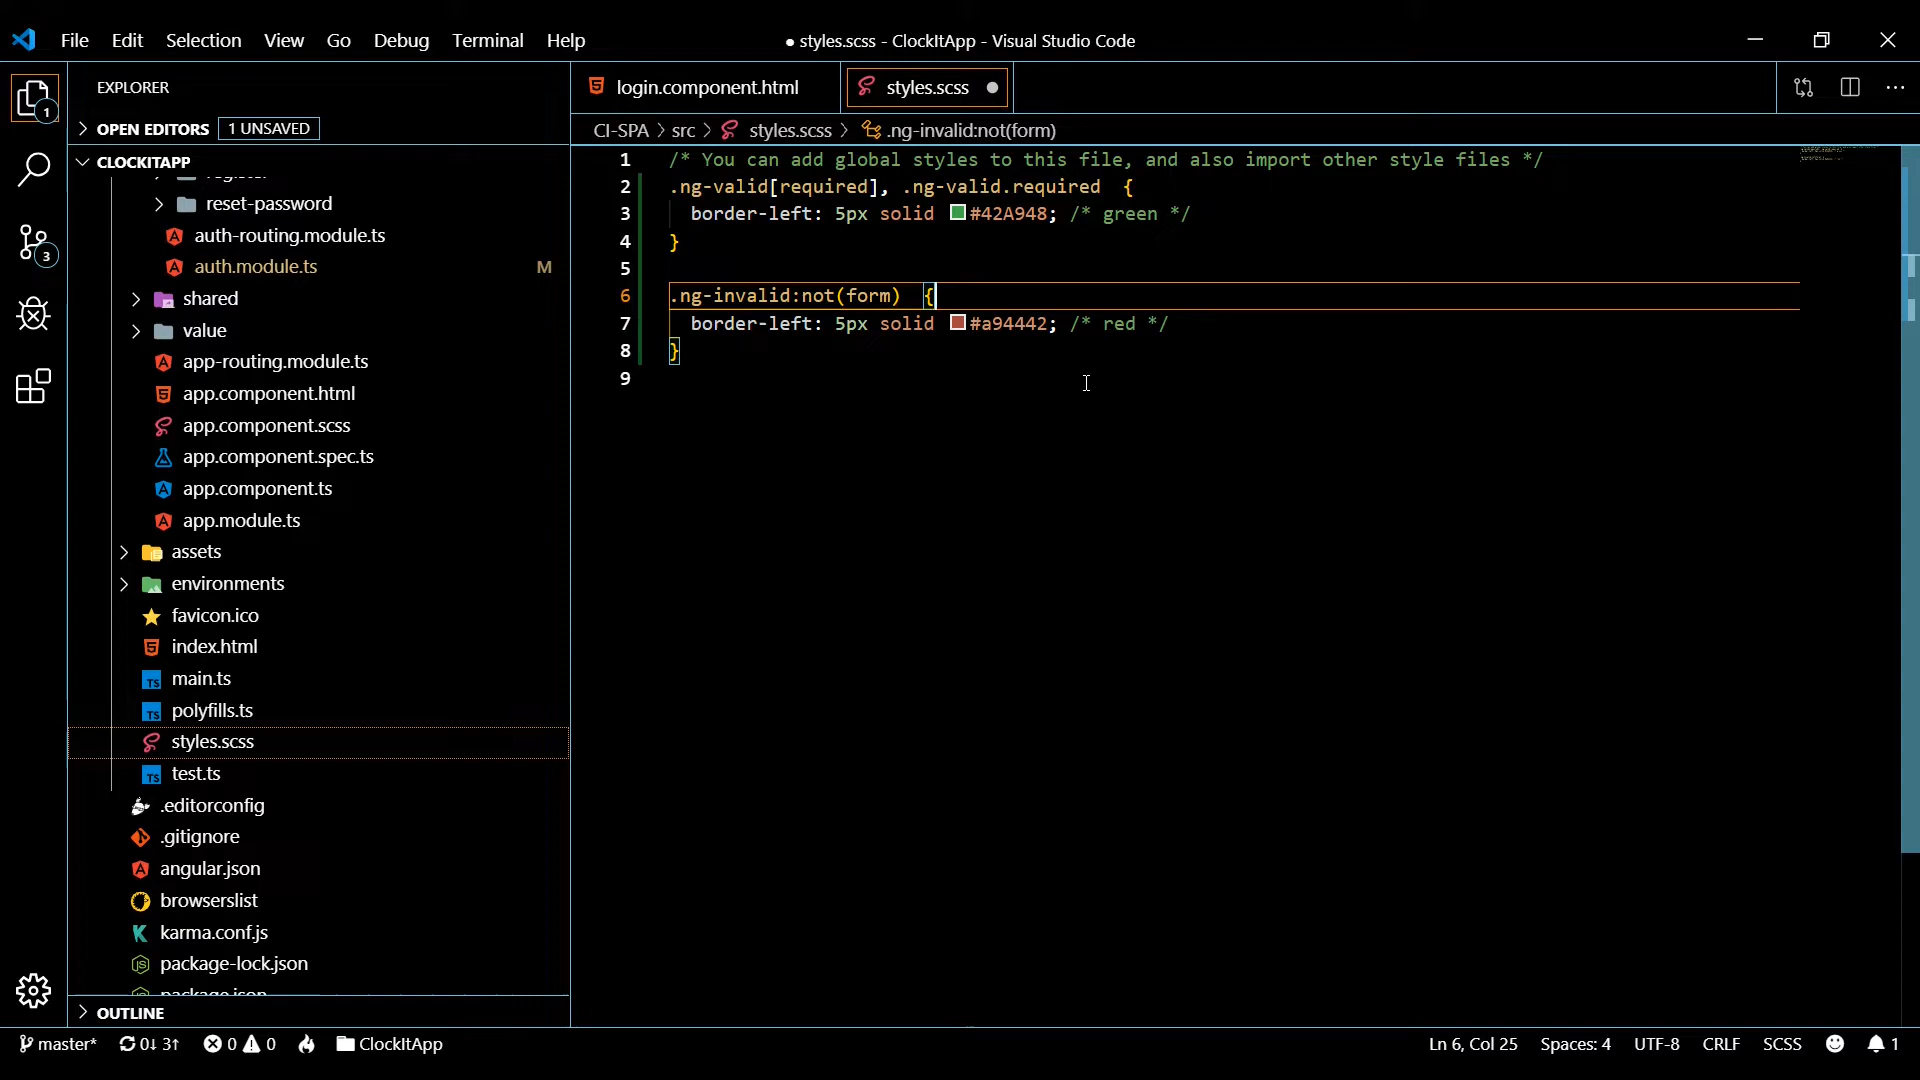 File Edit Selection View Go Debug Terminal Help
● styles.scss - ClockItApp - Visual Studio Code
EXPLORER
OPEN EDITORS 1 UNSAVED
CLOCKITAPP
reset-password
auth-routing.module.ts
auth.module.ts M
shared
value
app-routing.module.ts
app.component.html
app.component.scss
app.component.spec.ts
app.component.ts
app.module.ts
assets
environments
favicon.ico
index.html
main.ts
polyfills.ts
styles.scss
test.ts
.editorconfig
.gitignore
angular.json
browserslist
karma.conf.js
package-lock.json
package.json
OUTLINE
1
3
login.component.html
styles.scss
CI-SPA > src > styles.scss > .ng-invalid:not(form)
1 /* You can add global styles to this file, and also import other style files */
2 .ng-valid[required], .ng-valid.required {
3 border-left: 5px solid #42A948; /* green */
4 }
5
6 .ng-invalid:not(form) {
7 border-left: 5px solid #a94442; /* red */
8 }
9
master* 0↓ 3↑ 0 0 ClockItApp
Ln 6, Col 25 Spaces: 4 UTF-8 CRLF SCSS 1